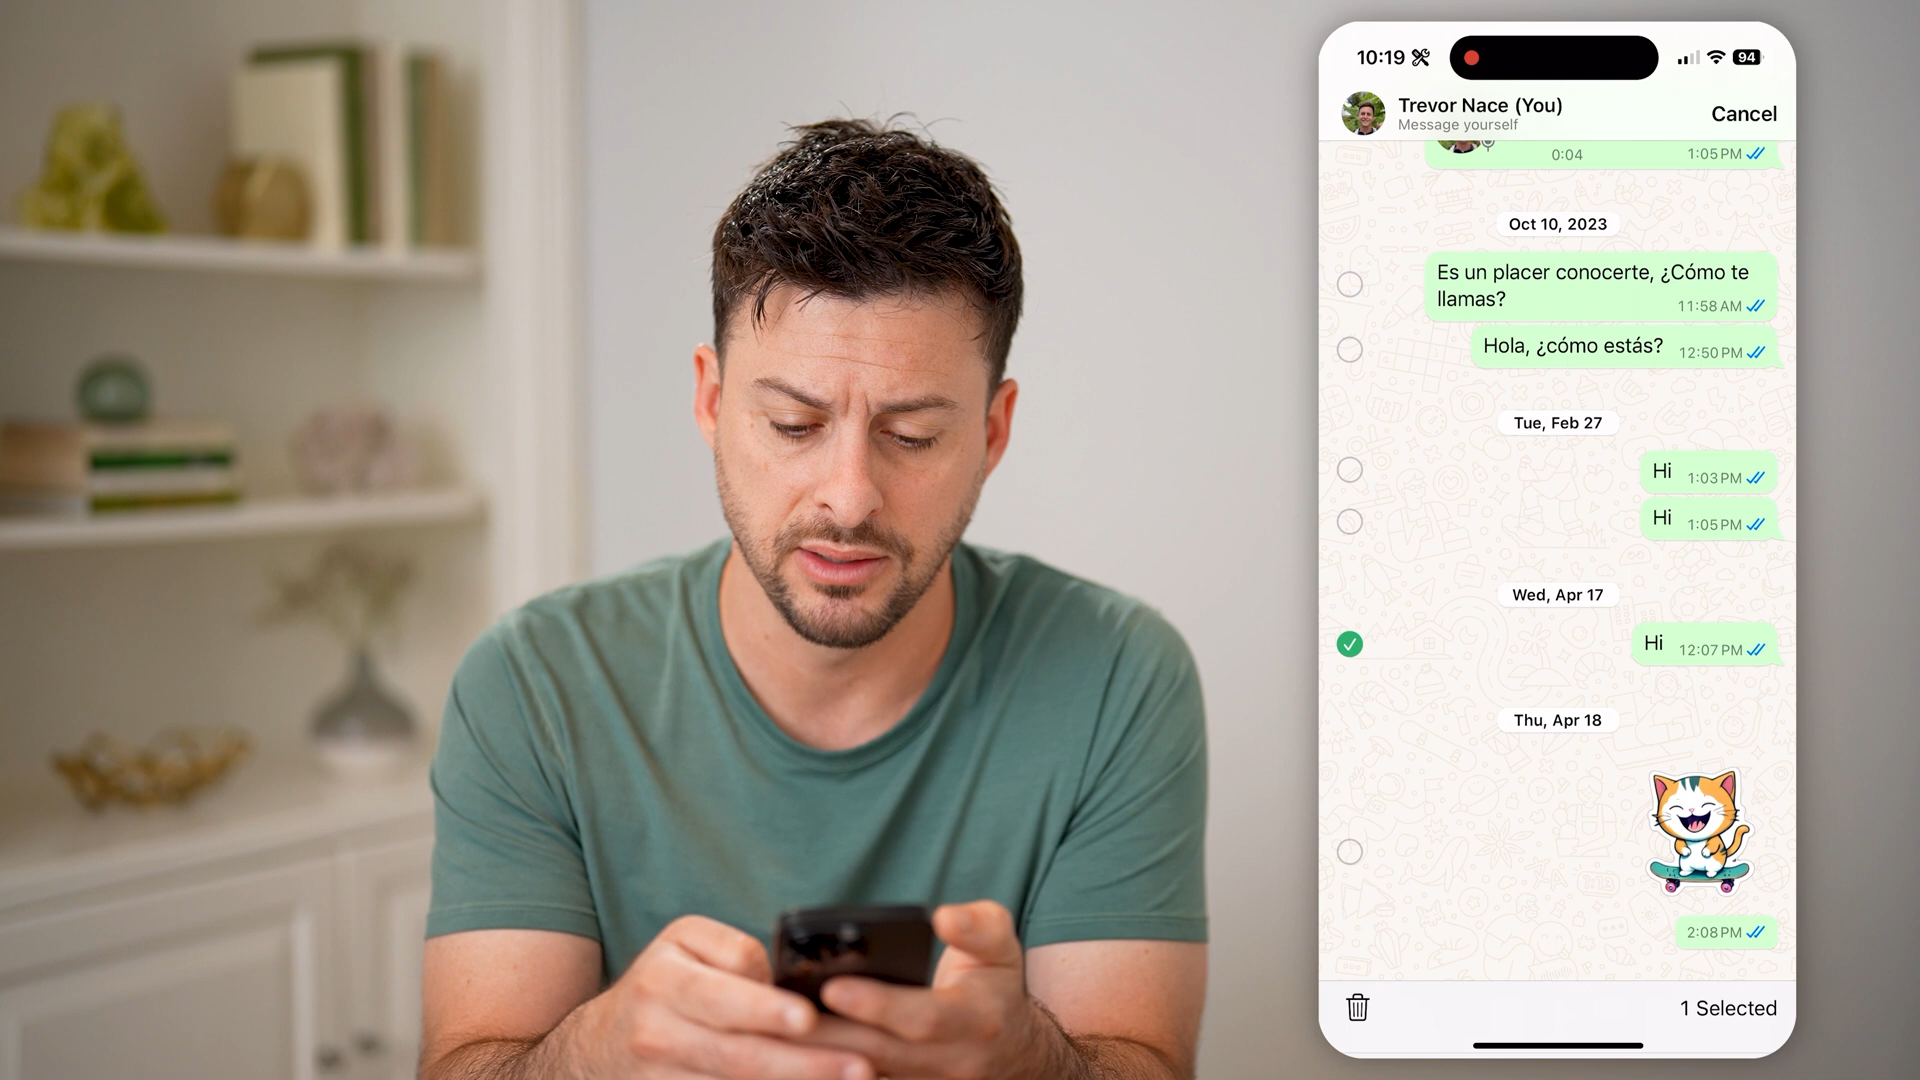 10:19
94
Trevor Nace (You)
Message yourself
Cancel
0:04
1:05 PM
Oct 10, 2023
Es un placer conocerte, ¿Cómo te
llamas?
11:58 AM
Hola, ¿cómo estás?
12:50 PM
Tue, Feb 27
Hi
1:03 PM
Hi
1:05 PM
Wed, Apr 17
Hi
12:07 PM
Thu, Apr 18
2:08 PM
1 Selected